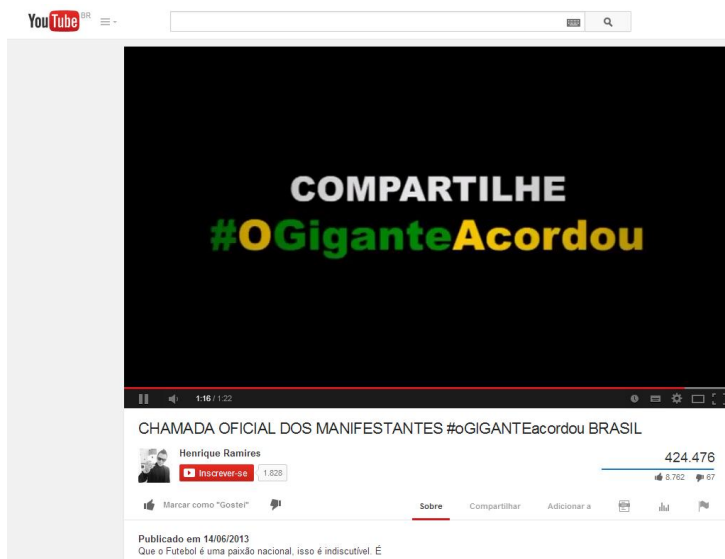 YouTube BR
COMPARTILHE
#OGiganteAcordou
1:16 / 1:22
CHAMADA OFICIAL DOS MANIFESTANTES #oGIGANTEacordou BRASIL
Henrique Ramires
Inscrever-se 1.828
424.476
8.762 67
Marcar como "Gostei"
Sobre Compartilhar Adicionar a
Publicado em 14/06/2013
Que o Futebol é uma paixão nacional, isso é indiscutível. É